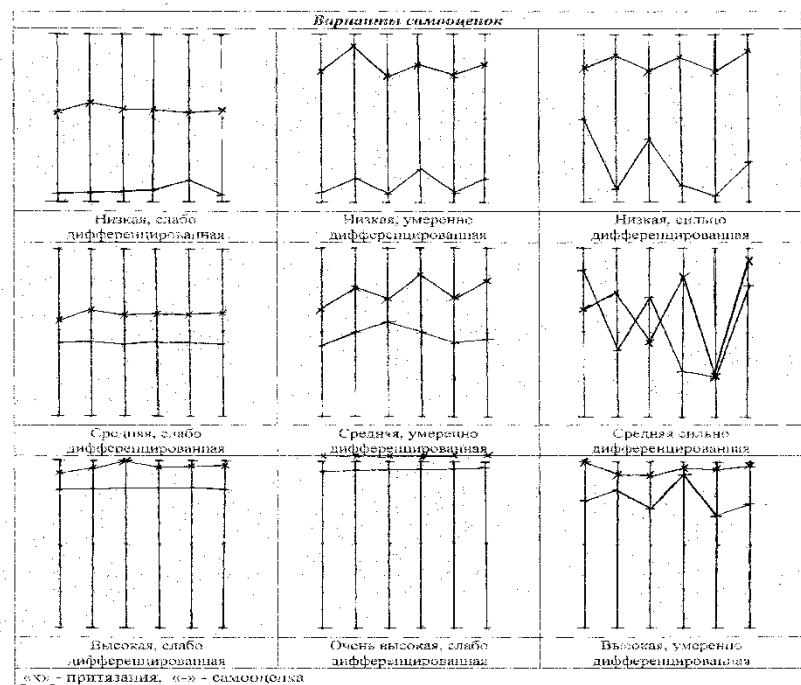 Варианты самооценок
Низкая, слабо
дифференцированная
Низкая, умеренно
дифференцированная
Низкая, сильно
дифференцированная
Средняя, слабо
дифференцированная
Средняя, умеренно
дифференцированная
Средняя сильно
дифференцированная
Высокая, слабо
дифференцированная
Очень высокая, слабо
дифференцированная
Высокая, умеренно
дифференцированная
«х» - притязания, «-» - самооценка